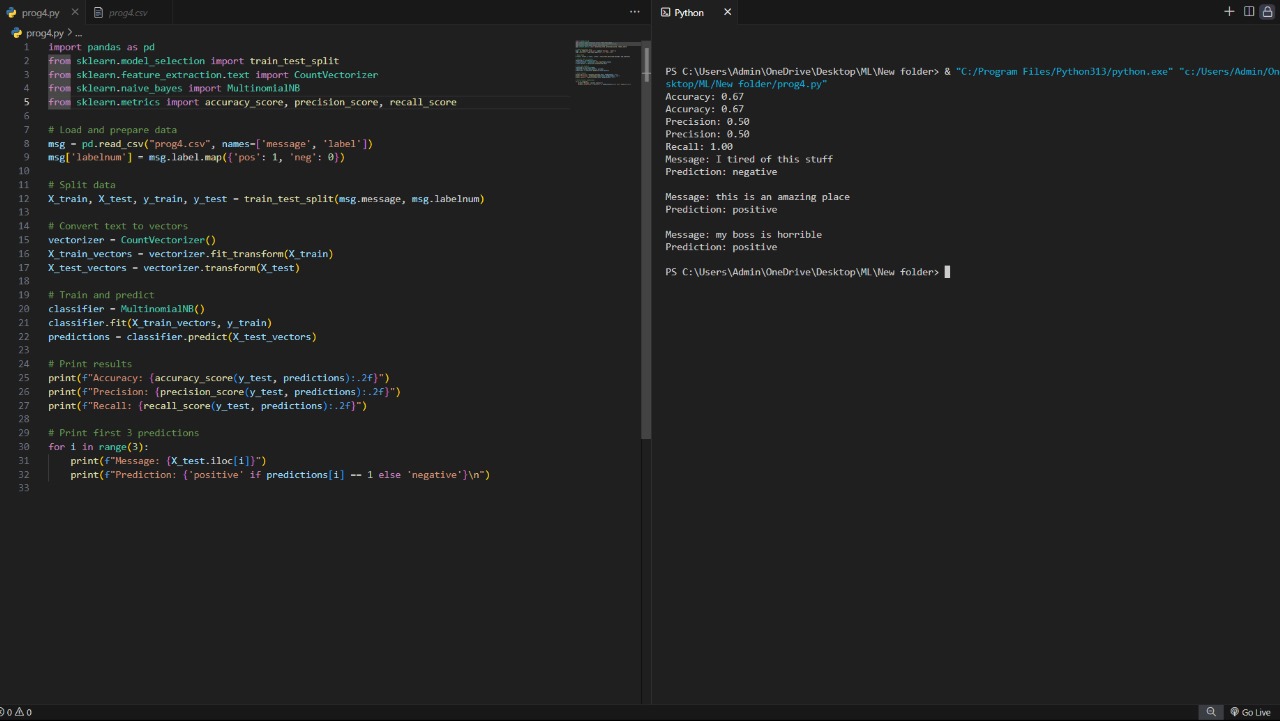 prog4.py
prog4.csv
prog4.py > ...
1 import pandas as pd
2 from sklearn.model_selection import train_test_split
3 from sklearn.feature_extraction.text import CountVectorizer
4 from sklearn.naive_bayes import MultinomialNB
5 from sklearn.metrics import accuracy_score, precision_score, recall_score
6
7 # Load and prepare data
8 msg = pd.read_csv("prog4.csv", names=['message', 'label'])
9 msg['labelnum'] = msg.label.map({'pos': 1, 'neg': 0})
10
11 # Split data
12 X_train, X_test, y_train, y_test = train_test_split(msg.message, msg.labelnum)
13
14 # Convert text to vectors
15 vectorizer = CountVectorizer()
16 X_train_vectors = vectorizer.fit_transform(X_train)
17 X_test_vectors = vectorizer.transform(X_test)
18
19 # Train and predict
20 classifier = MultinomialNB()
21 classifier.fit(X_train_vectors, y_train)
22 predictions = classifier.predict(X_test_vectors)
23
24 # Print results
25 print(f"Accuracy: {accuracy_score(y_test, predictions):.2f}")
26 print(f"Precision: {precision_score(y_test, predictions):.2f}")
27 print(f"Recall: {recall_score(y_test, predictions):.2f}")
28
29 # Print first 3 predictions
30 for i in range(3):
31     print(f"Message: {X_test.iloc[i]}")
32     print(f"Prediction: {'positive' if predictions[i] == 1 else 'negative'}\n")
33
Python
PS C:\Users\Admin\OneDrive\Desktop\ML\New folder> & "C:/Program Files/Python313/python.exe" "c:/Users/Admin/On
sktop/ML/New folder/prog4.py"
Accuracy: 0.67
Accuracy: 0.67
Precision: 0.50
Precision: 0.50
Recall: 1.00
Message: I tired of this stuff
Prediction: negative
Message: this is an amazing place
Prediction: positive
Message: my boss is horrible
Prediction: positive
PS C:\Users\Admin\OneDrive\Desktop\ML\New folder>
0 0
Go Live